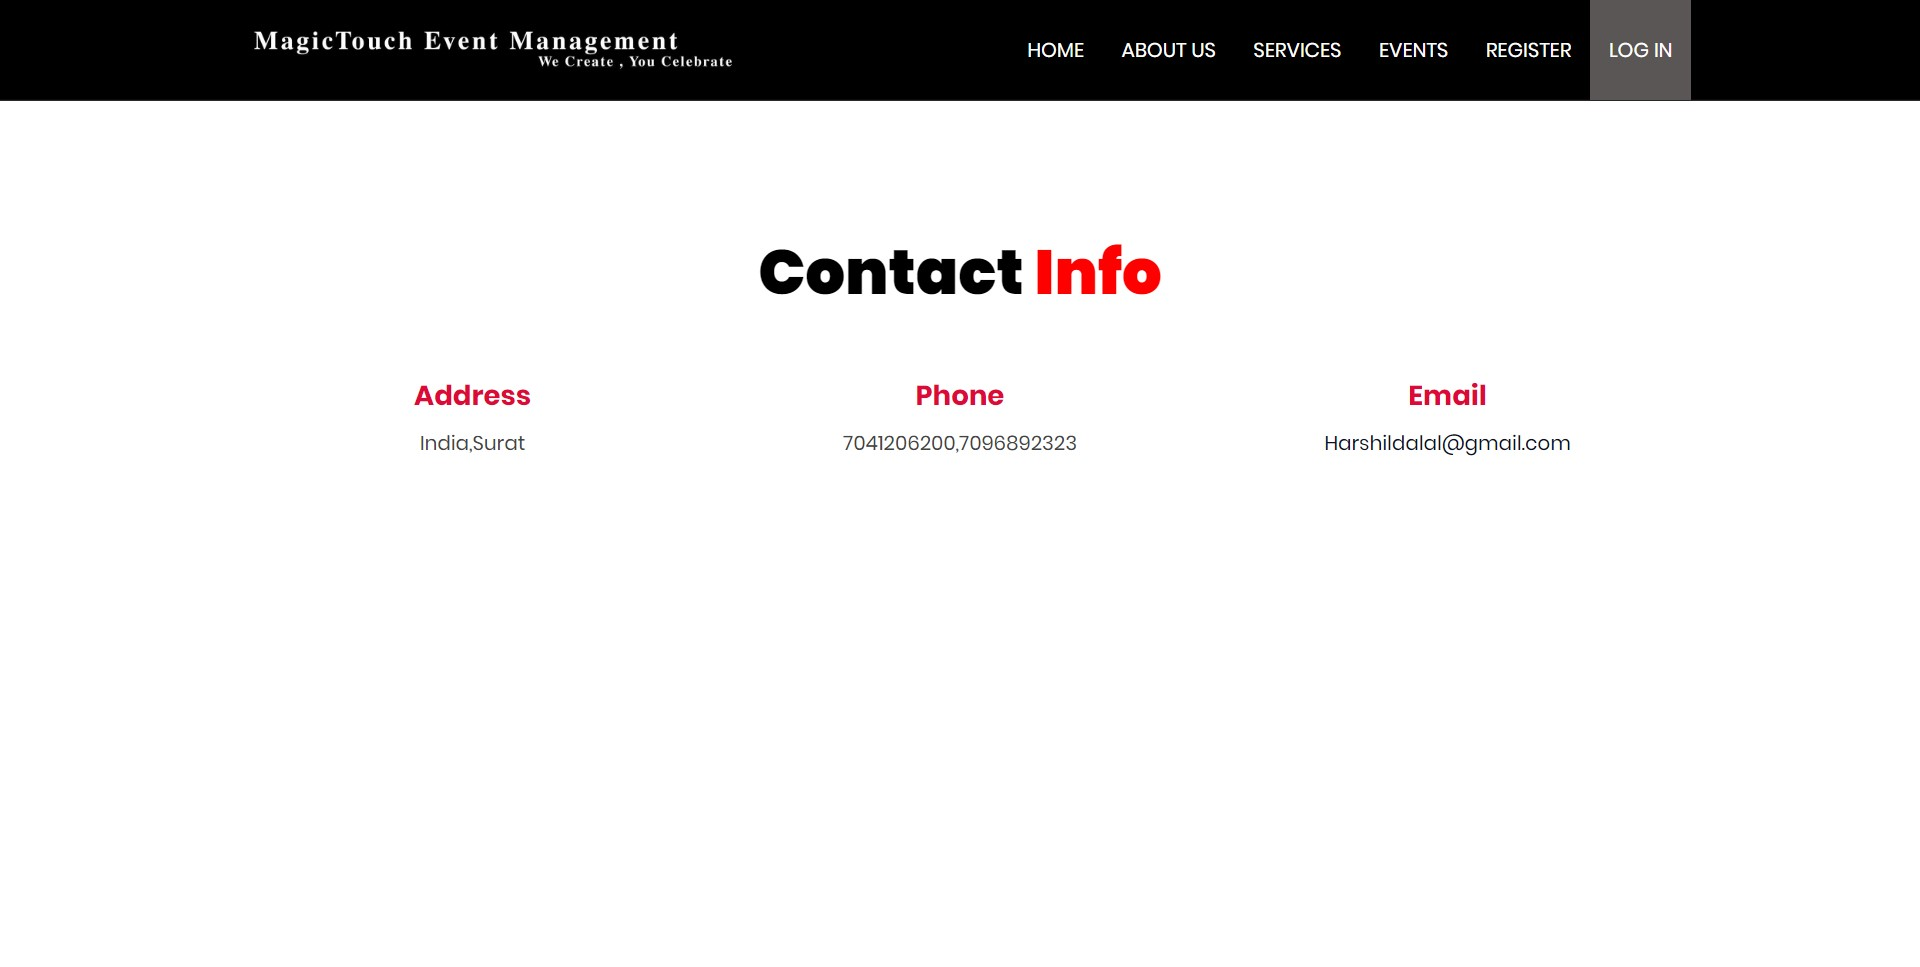 MagicTouch Event Management
We Create , You Celebrate
HOME ABOUT US SERVICES EVENTS REGISTER LOG IN
Contact Info
Address Phone Email
India,Surat 7041206200,7096892323 Harshildalal@gmail.com